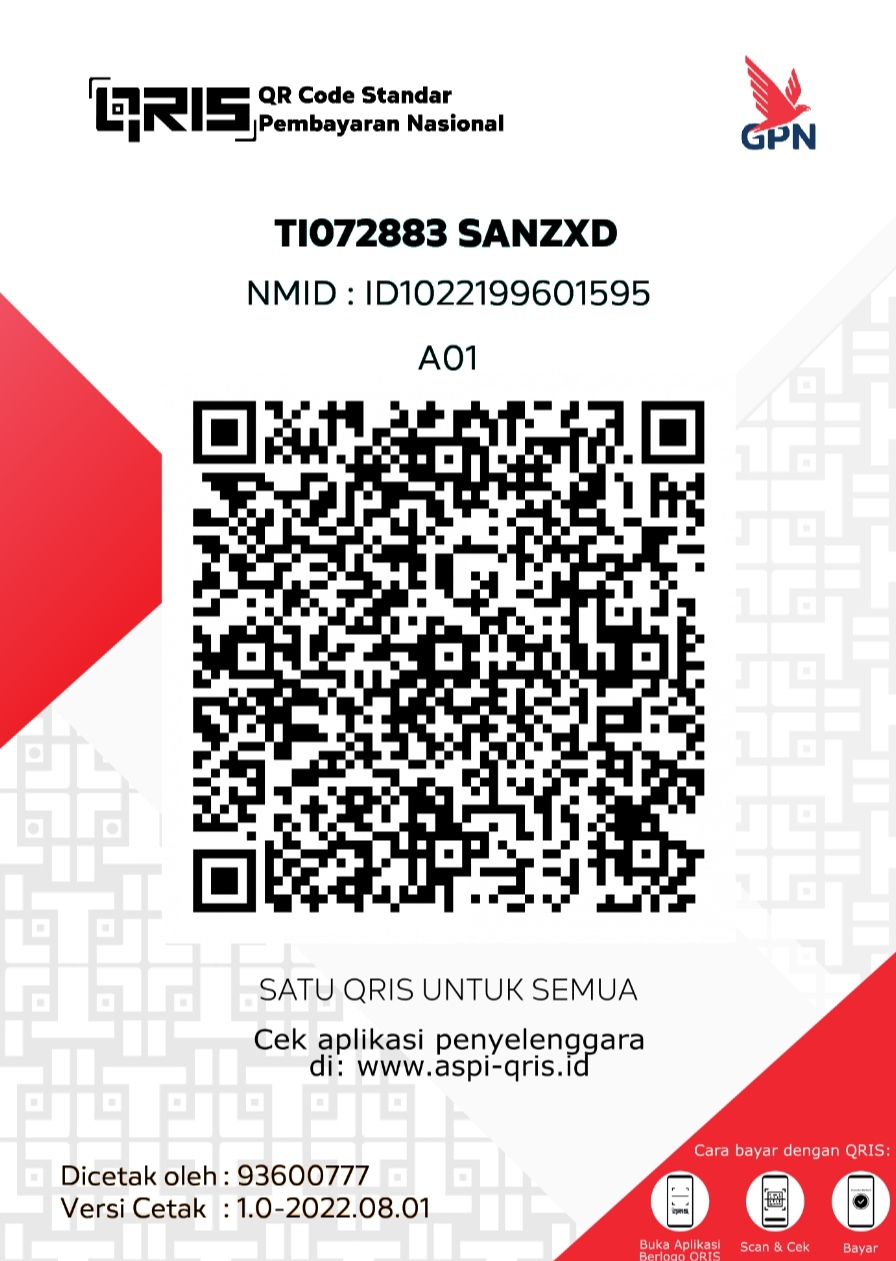 QRIS QR Code Standar
Pembayaran Nasional
GPN
TI072883 SANZXD
NMID : ID1022199601595
A01
SATU QRIS UNTUK SEMUA
Cek aplikasi penyelenggara
di: www.aspi-qris.id
Dicetak oleh : 93600777
Versi Cetak : 1.0-2022.08.01
Cara bayar dengan QRIS:
Buka Aplikasi
Berlogo QRIS
Scan & Cek
Bayar